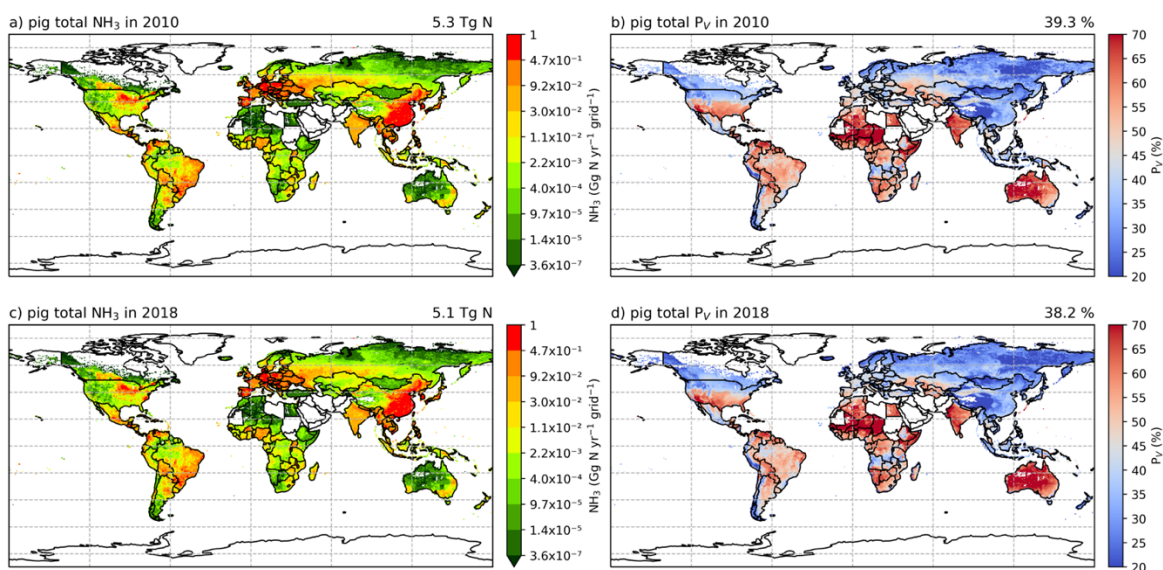 a) pig total NH₃ in 2010 5.3 Tg N
1
4.7x10⁻¹
9.2x10⁻²
3.0x10⁻²
1.1x10⁻²
2.2x10⁻³
4.0x10⁻⁴
9.7x10⁻⁵
1.4x10⁻⁵
3.6x10⁻⁷
NH₃ (Gg N yr⁻¹ grid⁻¹)
b) pig total Pᵥ in 2010 39.3 %
70
65
60
55
50
45
40
35
30
25
20
Pᵥ (%)
c) pig total NH₃ in 2018 5.1 Tg N
1
4.7x10⁻¹
9.2x10⁻²
3.0x10⁻²
1.1x10⁻²
2.2x10⁻³
4.0x10⁻⁴
9.7x10⁻⁵
1.4x10⁻⁵
3.6x10⁻⁷
NH₃ (Gg N yr⁻¹ grid⁻¹)
d) pig total Pᵥ in 2018 38.2 %
70
65
60
55
50
45
40
35
30
25
20
Pᵥ (%)